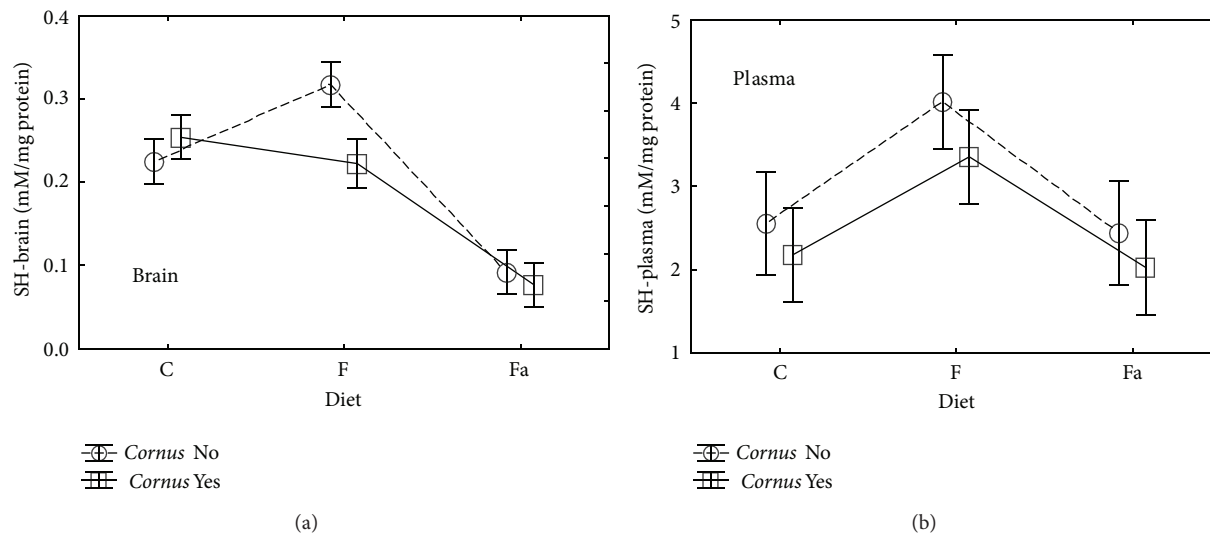 SH-brain (mM/mg protein)
0.4
0.3
0.2
0.1
0.0
Brain
C
F
Fa
Diet
Cornus No
Cornus Yes
(a)
SH-plasma (mM/mg protein)
5
4
3
2
1
Plasma
C
F
Fa
Diet
Cornus No
Cornus Yes
(b)